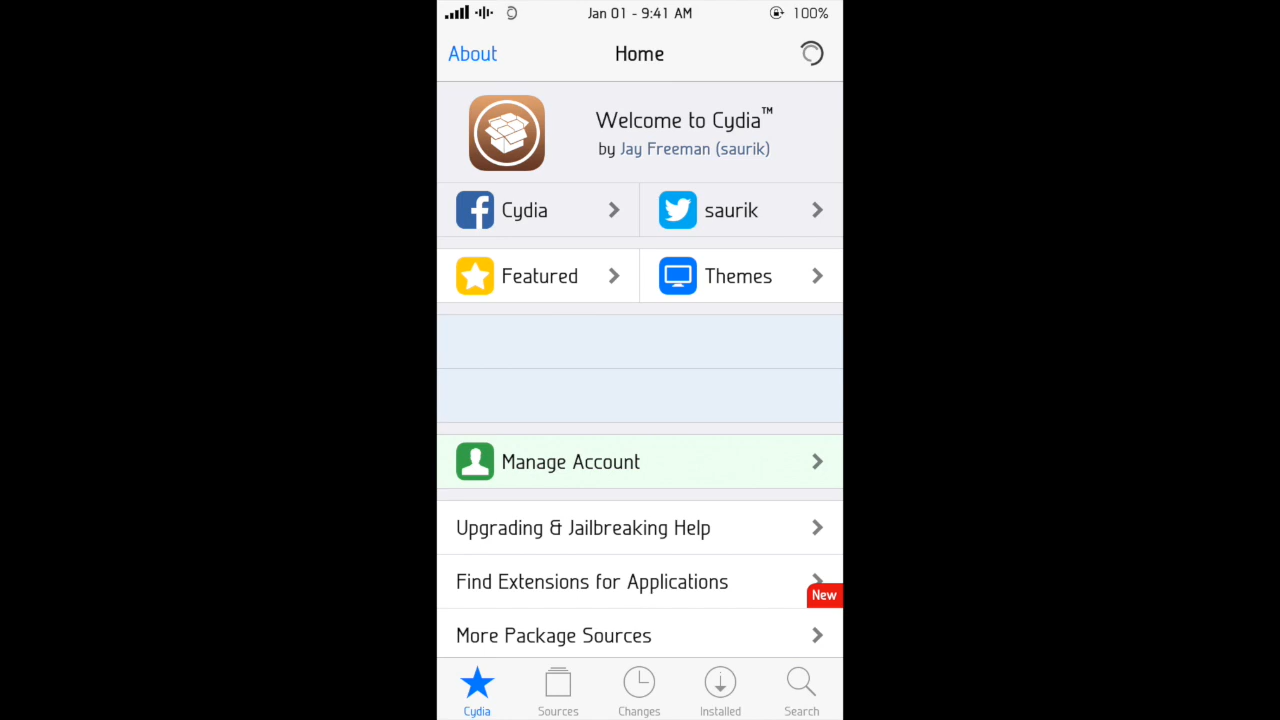 Jan 01 - 9:41 AM 100%
About Home
Welcome to Cydia™
by Jay Freeman (saurik)
Cydia saurik
Featured Themes
Manage Account
Upgrading & Jailbreaking Help
Find Extensions for Applications
New
More Package Sources
Cydia Sources Changes Installed Search